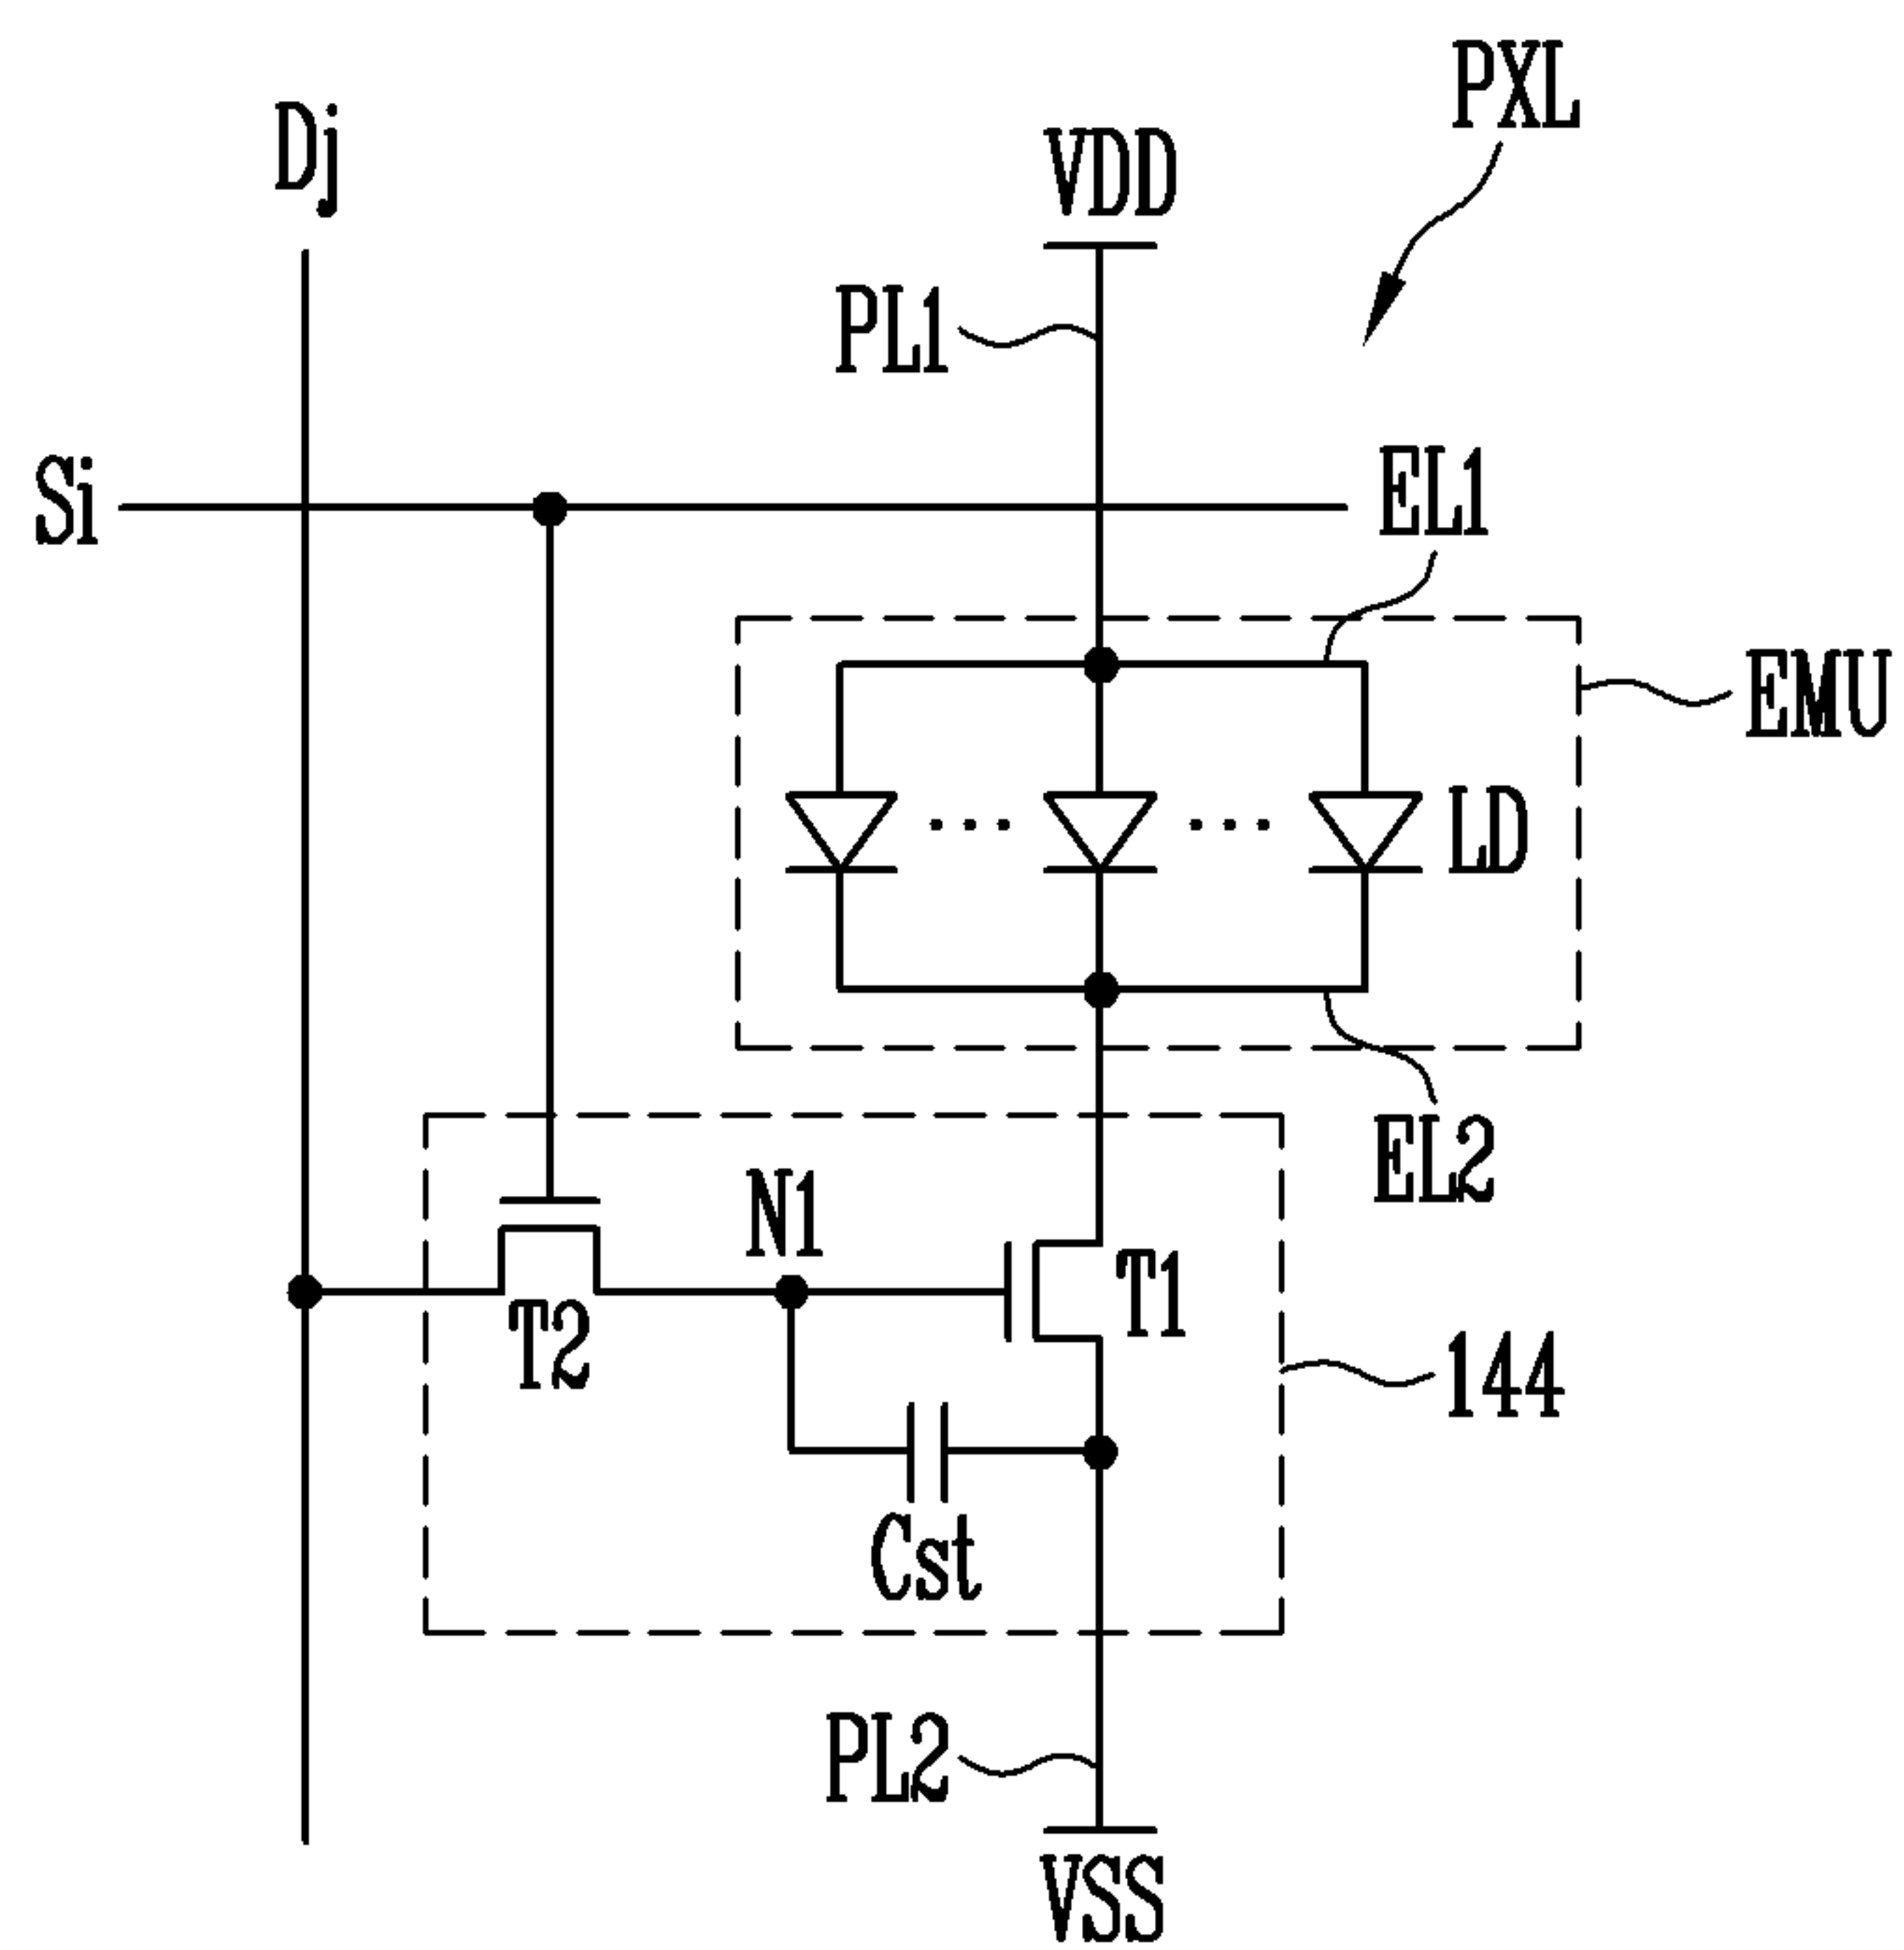 PXL
Dj
VDD
PL1
Si
EL1
EMU
LD
EL2
N1
T1
T2
144
Cst
PL2
VSS